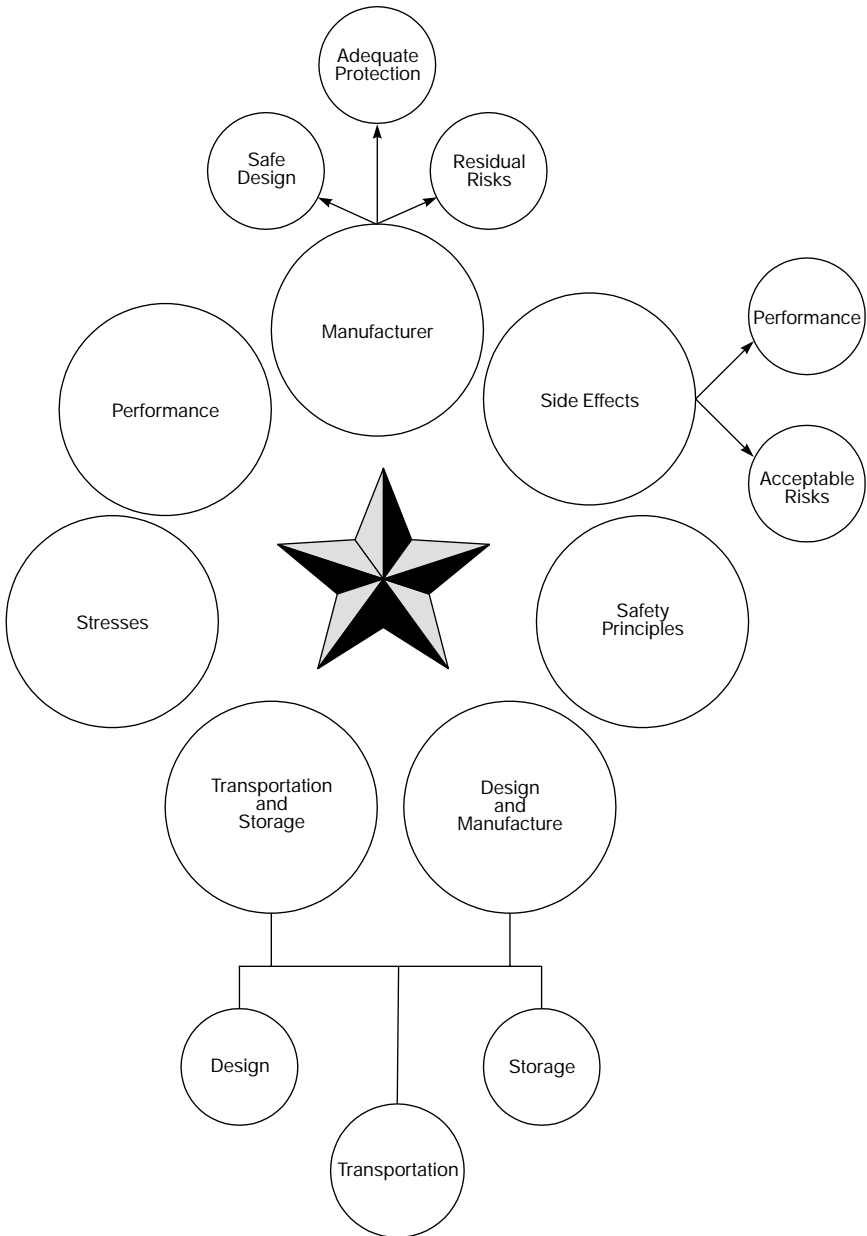 Adequate
Protection
Safe
Design
Residual
Risks
Manufacturer
Performance
Side Effects
Performance
Acceptable
Risks
Stresses
Safety
Principles
Transportation
and
Storage
Design
and
Manufacture
Design
Storage
Transportation